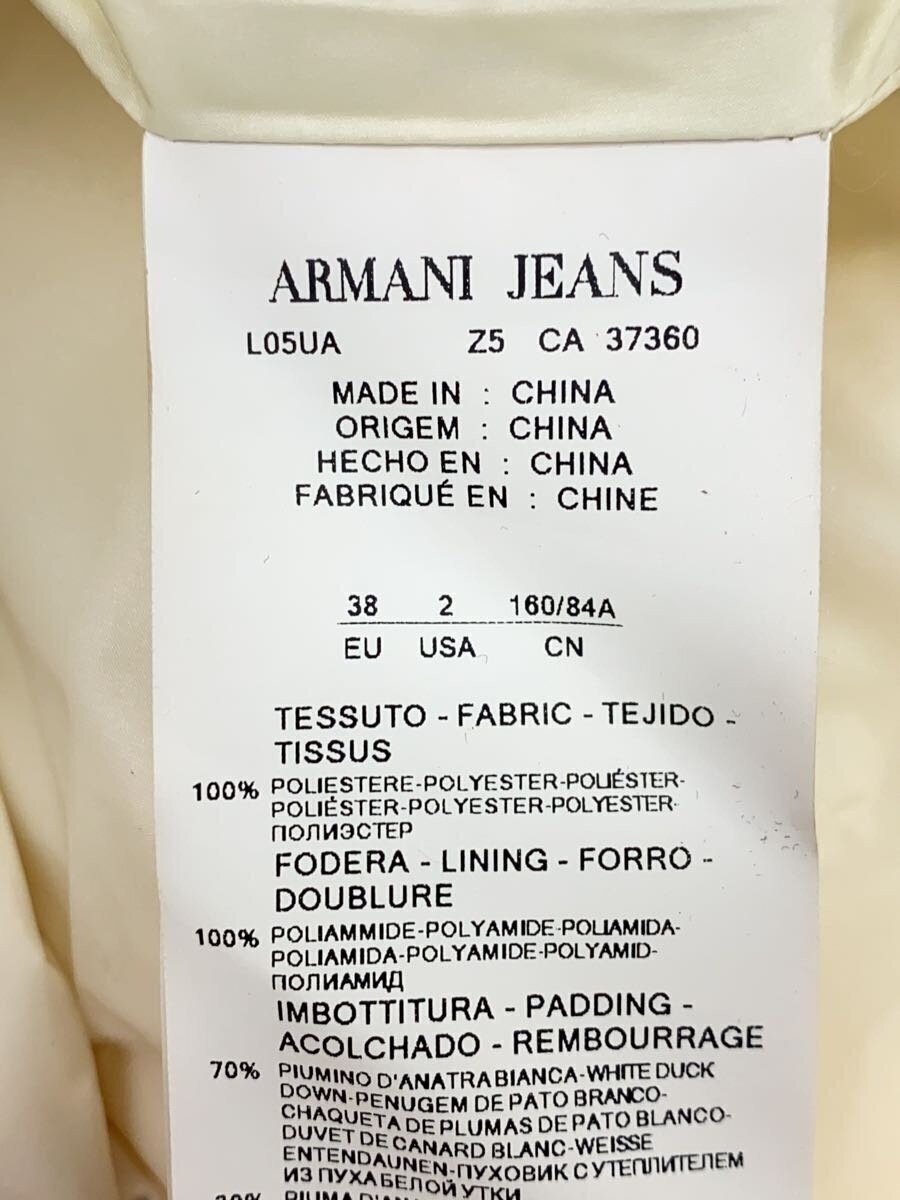 ARMANI JEANS
L05UA Z5 CA 37360
MADE IN : CHINA
ORIGEM : CHINA
HECHO EN : CHINA
FABRIQUÉ EN : CHINE
38 2 160/84A
EU USA CN
TESSUTO - FABRIC - TEJIDO -
TISSUS
100% POLIESTERE-POLYESTER-POLIÉSTER-
POLIÉSTER-POLYESTER-POLYESTER-
ПОЛИЭСТЕР
FODERA - LINING - FORRO -
DOUBLURE
100% POLIAMMIDE-POLYAMIDE-POLIAMIDA-
POLIAMIDA-POLYAMIDE-POLYAMID-
ПОЛИАМИД
IMBOTTITURA - PADDING -
ACOLCHADO - REMBOURRAGE
70% PIUMINO D'ANATRA BIANCA-WHITE DUCK
DOWN-PENUGEM DE PATO BRANCO-
CHAQUETA DE PLUMAS DE PATO BLANCO-
DUVET DE CANARD BLANC-WEISSE
ENTENDAUNEN-ПУХОВИК С УТЕПЛИТЕЛЕМ
ИЗ ПУХА БЕЛОЙ УТКИ